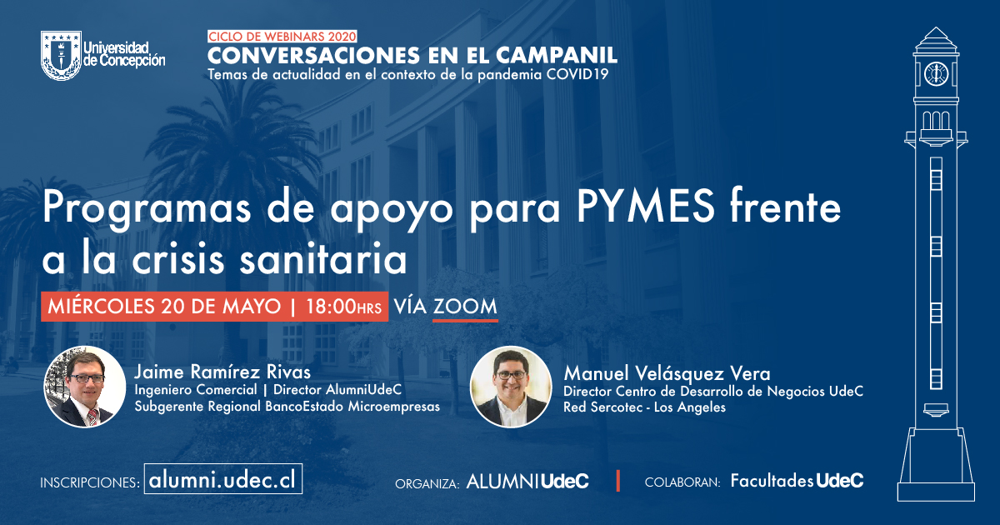 Universidad
de Concepción
CICLO DE WEBINARS 2020
CONVERSACIONES EN EL CAMPANIL
Temas de actualidad en el contexto de la pandemia COVID19
Programas de apoyo para PYMES frente
a la crisis sanitaria
MIÉRCOLES 20 DE MAYO | 18:00HRS VÍA ZOOM
Jaime Ramírez Rivas
Ingeniero Comercial | Director AlumniUdeC
Subgerente Regional BancoEstado Microempresas
Manuel Velásquez Vera
Director Centro de Desarrollo de Negocios UdeC
Red Sercotec - Los Angeles
INSCRIPCIONES: alumni.udec.cl
ORGANIZA: ALUMNIUdeC | COLABORAN: Facultades UdeC